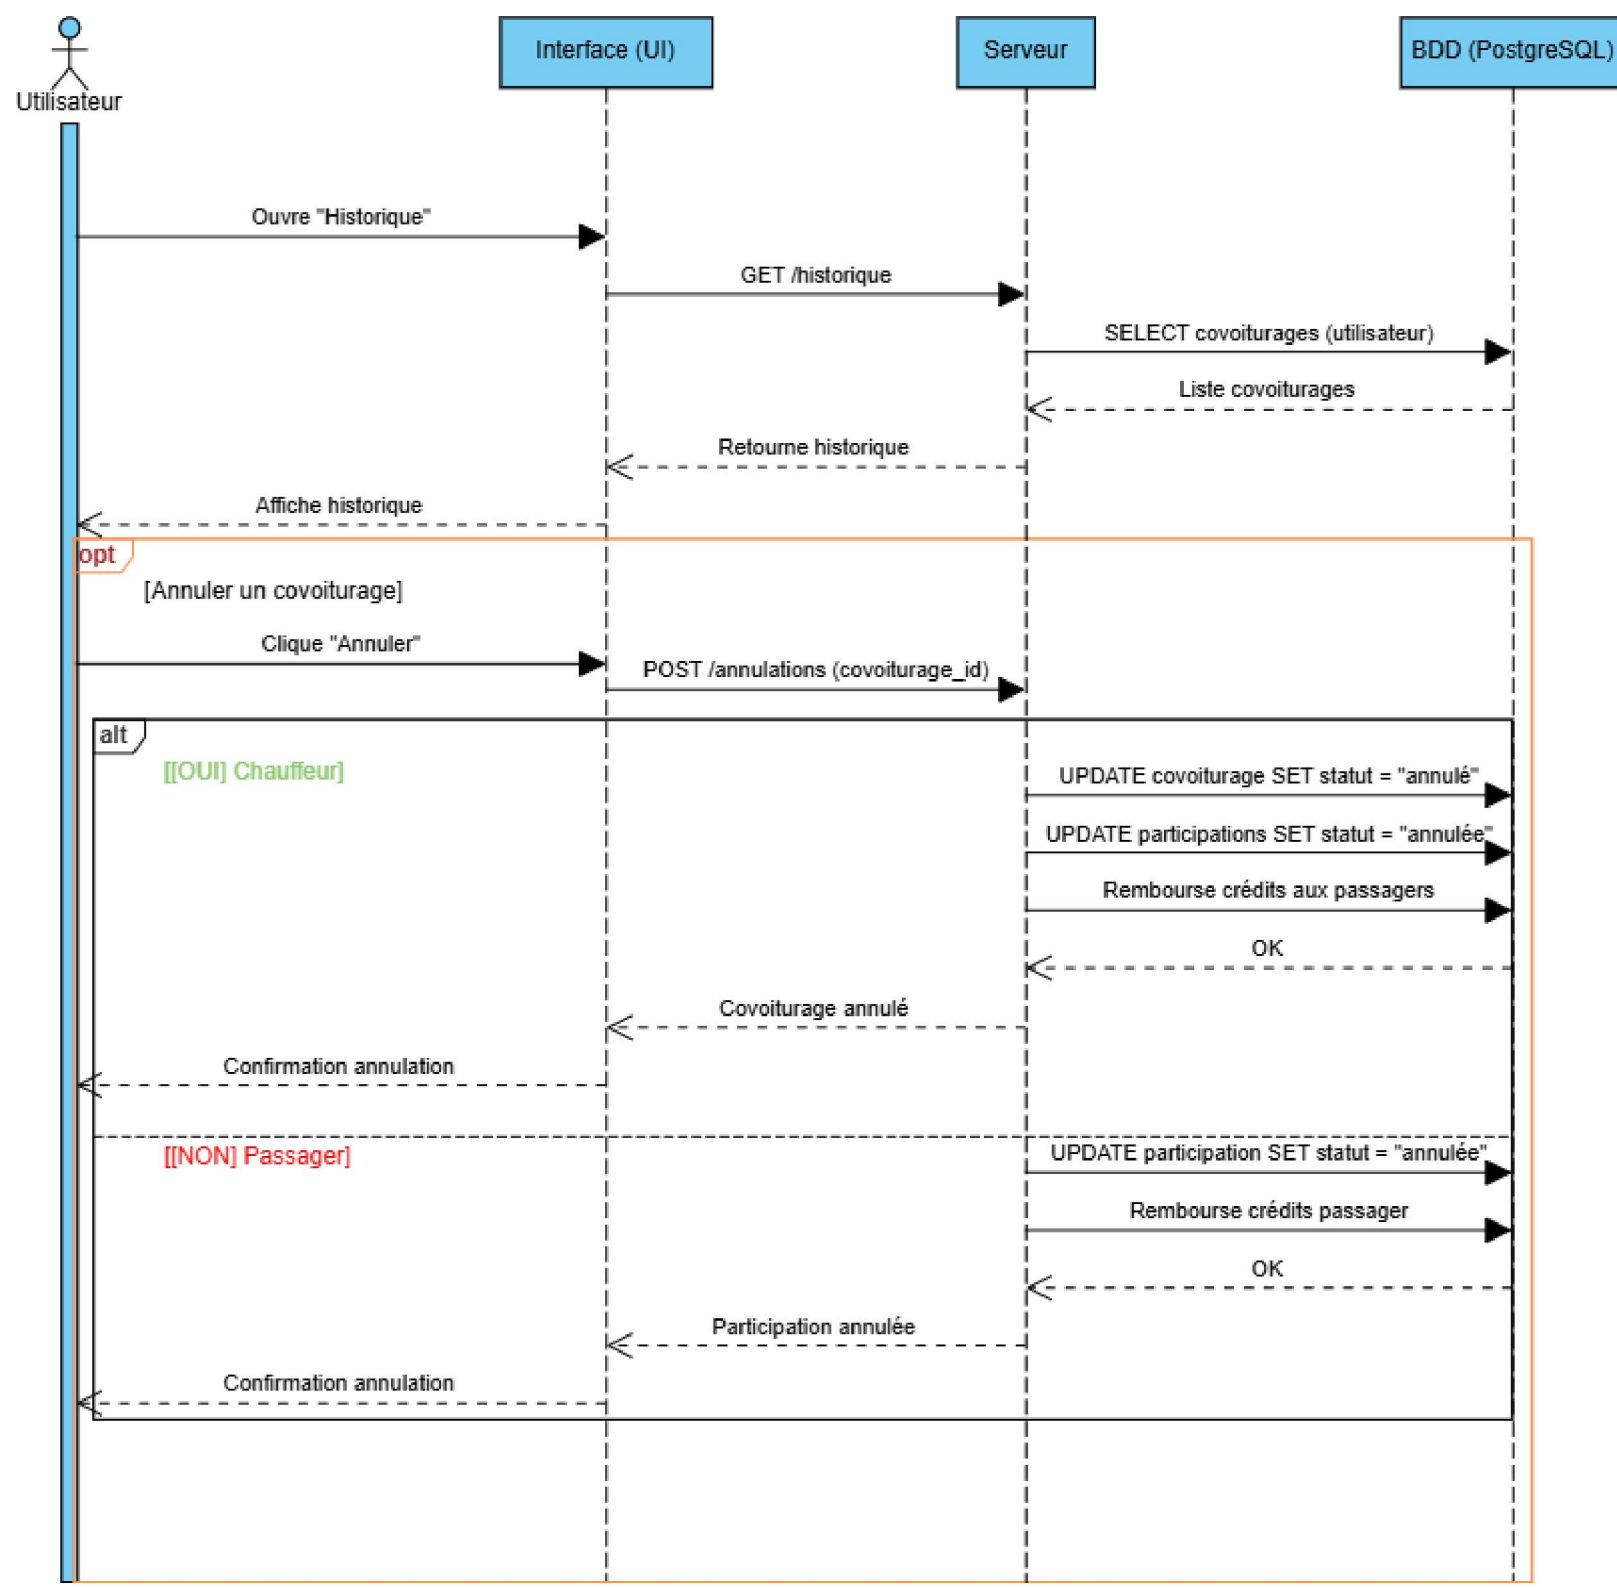 Interface (UI)
Serveur
BDD (PostgreSQL)
Utilisateur
Ouvre "Historique"
GET /historique
SELECT covoiturages (utilisateur)
Liste covoiturages
Retourne historique
Affiche historique
opt
[Annuler un covoiturage]
Clique "Annuler"
POST /annulations (covoiturage_id)
alt
[[OUI] Chauffeur]
UPDATE covoiturage SET statut = "annulé"
UPDATE participations SET statut = "annulée"
Rembourse crédits aux passagers
OK
Covoiturage annulé
Confirmation annulation
[[NON] Passager]
UPDATE participation SET statut = "annulée"
Rembourse crédits passager
OK
Participation annulée
Confirmation annulation